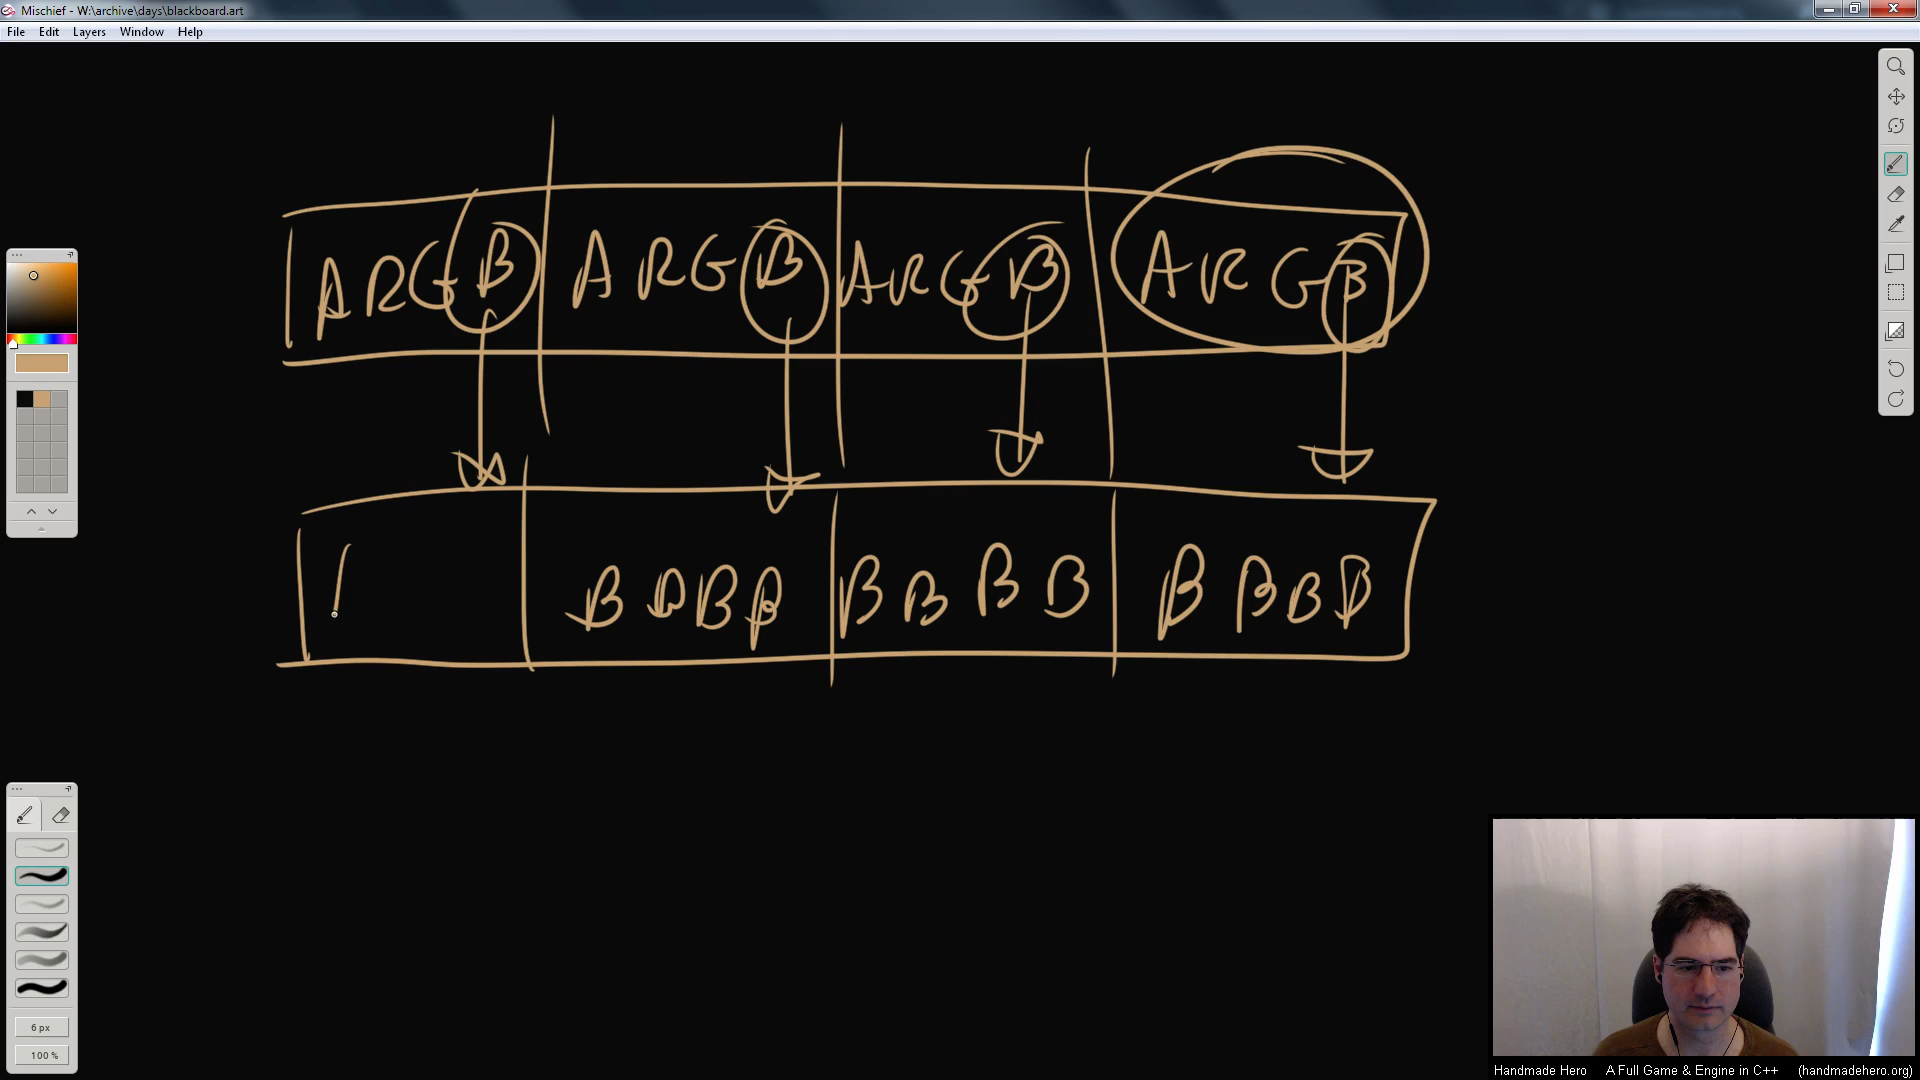 Mischief - W:\archive\days\blackboard.art
File Edit Layers Window Help
ARGB ARGB ARGB ARGB
BBBB BBBB BBBB
6 px
100 %
Handmade Hero A Full Game & Engine in C++ (handmadehero.org)